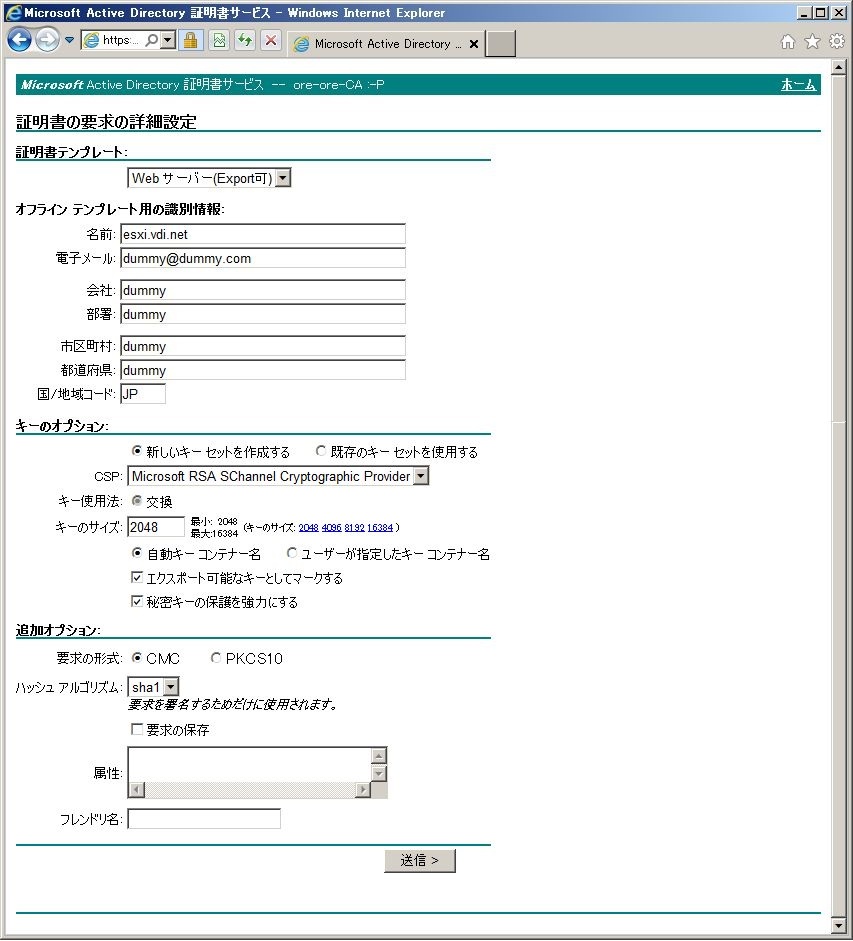 Microsoft Active Directory 証明書サービス - Windows Internet Explorer
https:...
Microsoft Active Directory ...
Microsoft Active Directory 証明書サービス -- ore-ore-CA :-P ホーム
証明書の要求の詳細設定
証明書テンプレート:
Web サーバー(Export可)
オフライン テンプレート用の識別情報:
名前: esxi.vdi.net
電子メール: dummy@dummy.com
会社: dummy
部署: dummy
市区町村: dummy
都道府県: dummy
国/地域コード: JP
キーのオプション:
新しいキー セットを作成する 既存のキー セットを使用する
CSP: Microsoft RSA SChannel Cryptographic Provider
キー使用法: 交換
キーのサイズ: 2048 最小: 2048 最大:16384 (キーのサイズ: 2048 4096 8192 16384 )
自動キー コンテナー名 ユーザーが指定したキー コンテナー名
エクスポート可能なキーとしてマークする
秘密キーの保護を強力にする
追加オプション:
要求の形式: CMC PKCS10
ハッシュ アルゴリズム: sha1
要求を署名するためだけに使用されます。
要求の保存
属性:
フレンドリ名:
送信 >